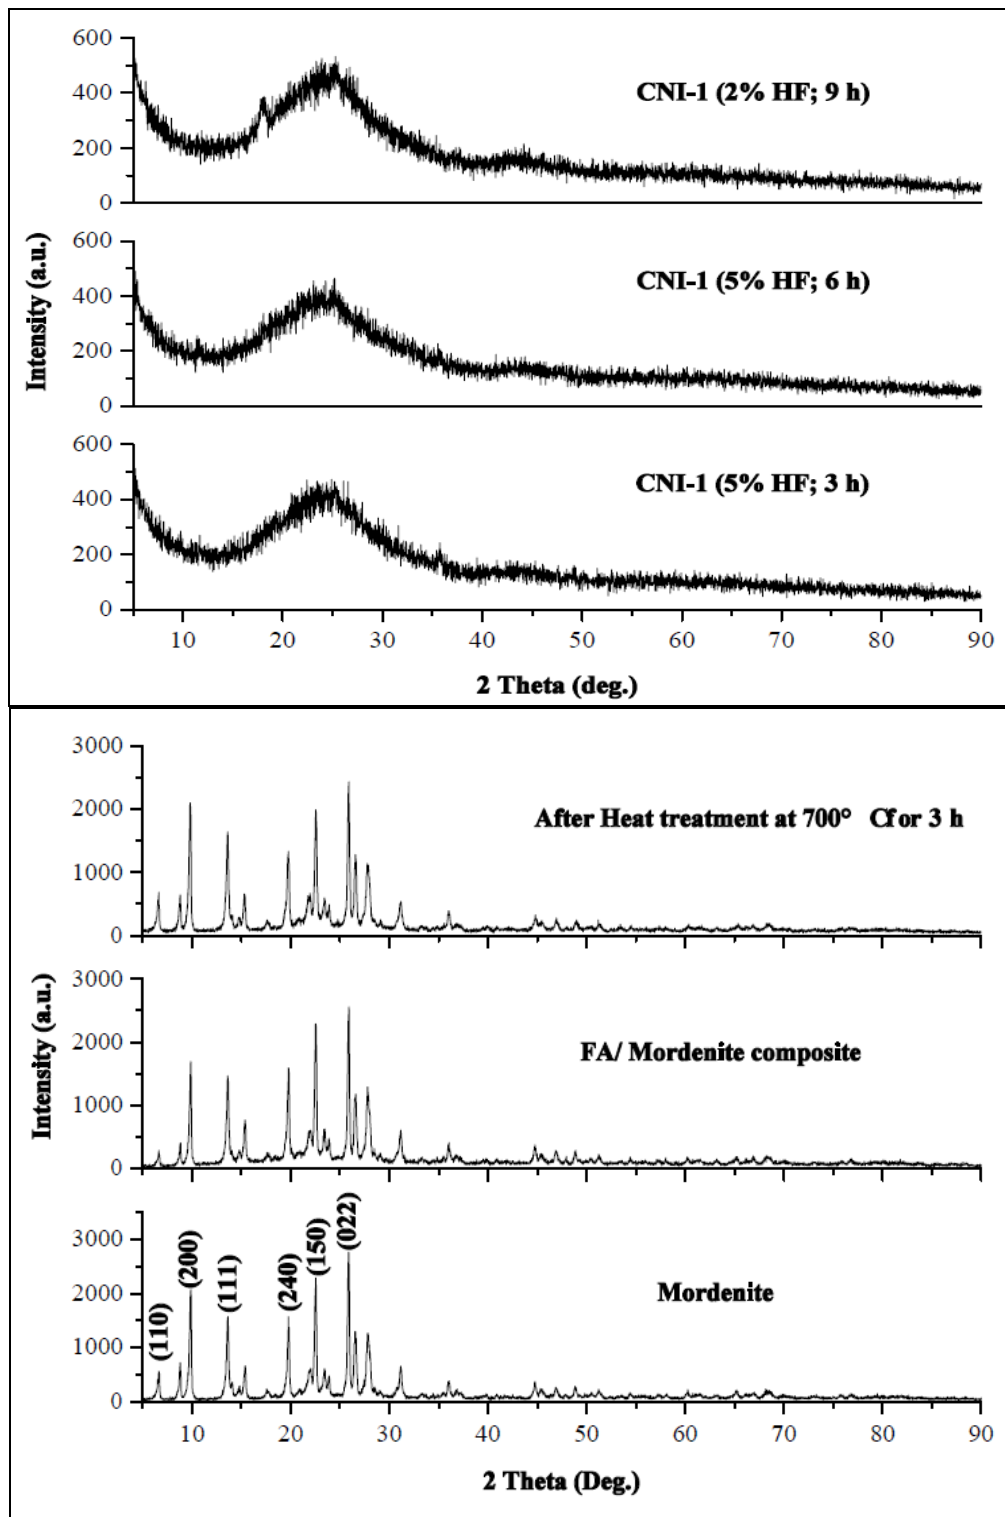 600
400
200
0
CNI-1 (2% HF; 9 h)
600
400
200
0
CNI-1 (5% HF; 6 h)
600
400
200
0
CNI-1 (5% HF; 3 h)
Intensity (a.u.)
10 20 30 40 50 60 70 80 90
2 Theta (deg.)
3000
2000
1000
0
After Heat treatment at 700° Cfor 3 h
3000
2000
1000
0
FA/ Mordenite composite
3000
2000
1000
0
(110) (200) (111) (240) (150) (022)
Mordenite
Intensity (a.u.)
10 20 30 40 50 60 70 80 90
2 Theta (Deg.)